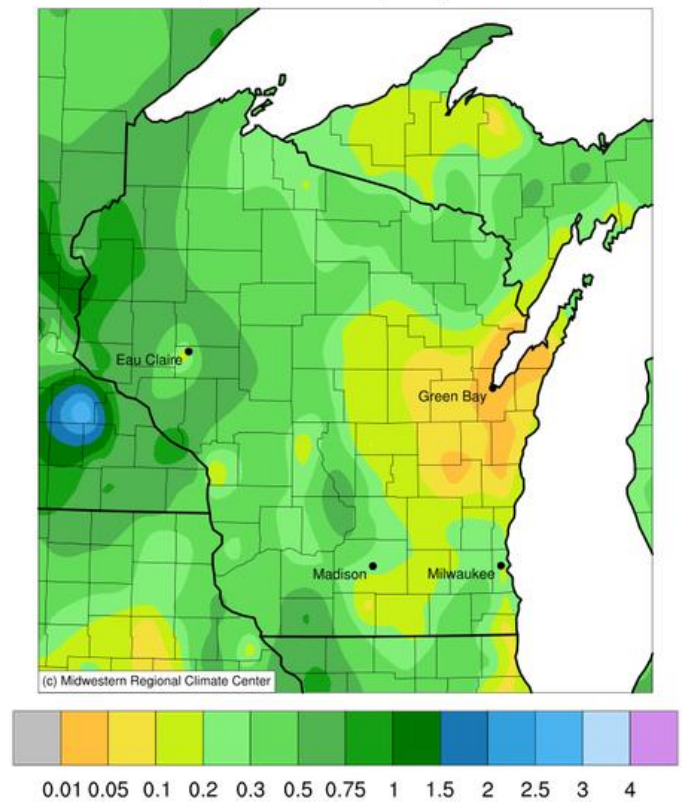 Eau Claire
Green Bay
Madison
Milwaukee
(c) Midwestern Regional Climate Center
0.01 0.05 0.1 0.2 0.3 0.5 0.75 1 1.5 2 2.5 3 4